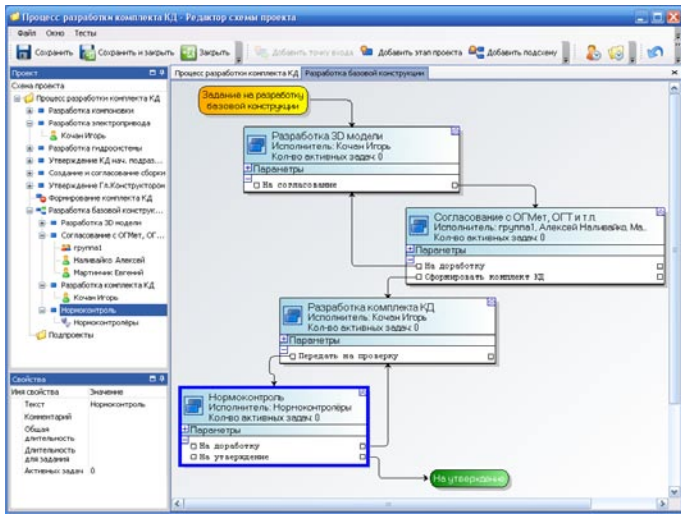 Процесс разработки комплекта КД - Редактор схемы проекта
Файл Окно Тесты
Сохранить Сохранить и закрыть Закрыть Добавить точку входа Добавить этап проекта Добавить подсхему
Проект
Схема проекта
Процесс разработки комплекта КД
Разработка компоновки
Разработка электропривода
Кочан Игорь
Разработка гидросистемы
Утверждение КД нач. подраз...
Создание и согласование сборки
Утверждение Гл.Конструктором
Формирование комплекта КД
Разработка базовой конструк...
Разработка 3D модели
Согласование с ОГМет, ОГ...
группа1
Наливайко Алексей
Мартинчик Евгений
Разработка комплекта КД
Кочан Игорь
Нормоконтроль
Нормоконтролёры
Подпроекты
Свойства
Имя свойства Значение
Текст Нормоконтроль
Комментарий
Общая
длительность
Длительность
для задания
Активных задач 0
Процесс разработки комплекта КД Разработка базовой конструкции
Задание на разработку
базовой конструкции
Разработка 3D модели
Исполнитель: Кочан Игорь
Кол-во активных задач: 0
Параметры
На согласование
Согласование с ОГМет, ОГТ и т.п.
Исполнитель: группа1, Алексей Наливайко, Ма..
Кол-во активных задач: 0
Параметры
На доработку
Сформировать комплект КД
Разработка комплекта КД
Исполнитель: Кочан Игорь
Кол-во активных задач: 0
Параметры
Передать на проверку
Нормоконтроль
Исполнитель: Нормоконтролёры
Кол-во активных задач: 0
Параметры
На доработку
На утверждение
На утверждение